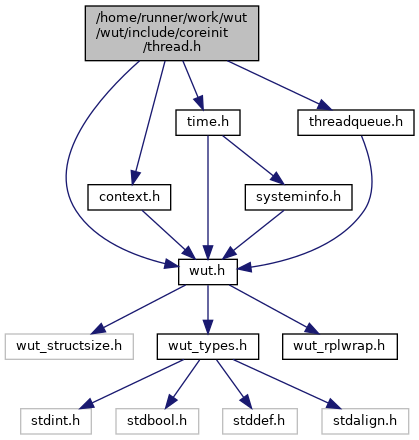 /home/runner/work/wut
/wut/include/coreinit
/thread.h
time.h
threadqueue.h
context.h
systeminfo.h
wut.h
wut_structsize.h
wut_types.h
wut_rplwrap.h
stdint.h
stdbool.h
stddef.h
stdalign.h